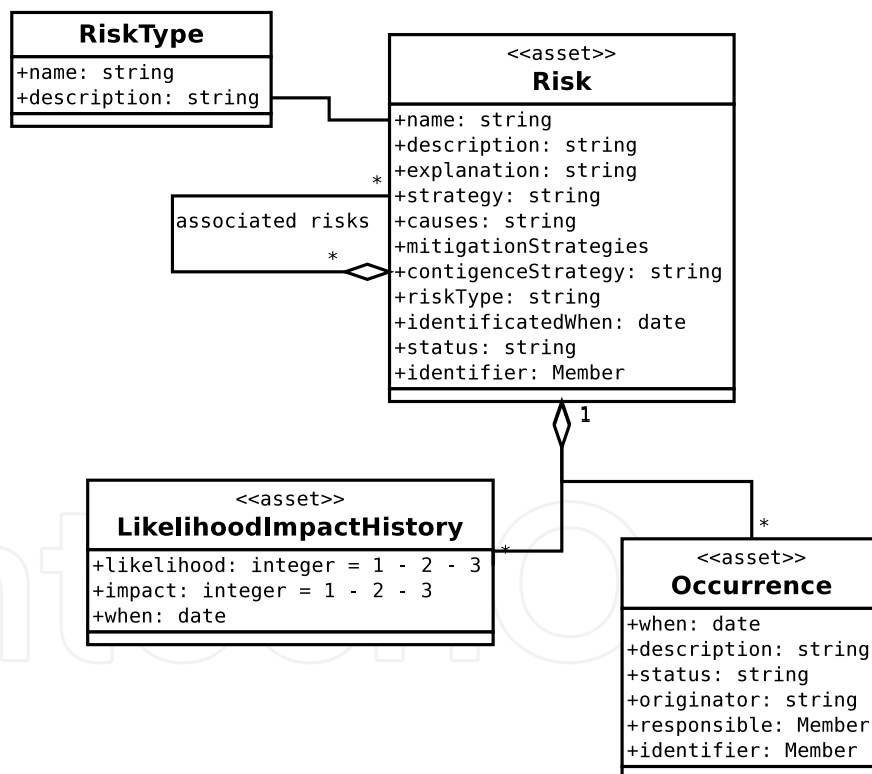 RiskType
+name: string
+description: string
<<asset>>
Risk
+name: string
+description: string
+explanation: string
+strategy: string
+causes: string
+mitigationStrategies
+contigenceStrategy: string
+riskType: string
+identificatedWhen: date
+status: string
+identifier: Member
*
associated risks
*
1
<<asset>>
LikelihoodImpactHistory
+likelihood: integer = 1 - 2 - 3
+impact: integer = 1 - 2 - 3
+when: date
*
*
<<asset>>
Occurrence
+when: date
+description: string
+status: string
+originator: string
+responsible: Member
+identifier: Member